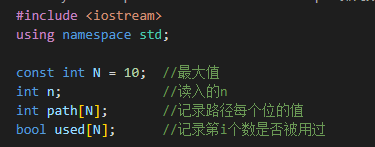 #include <iostream>
using namespace std;
const int N = 10; //最大值
int n; //读入的n
int path[N]; //记录路径每个位的值
bool used[N]; //记录第i个数是否被用过